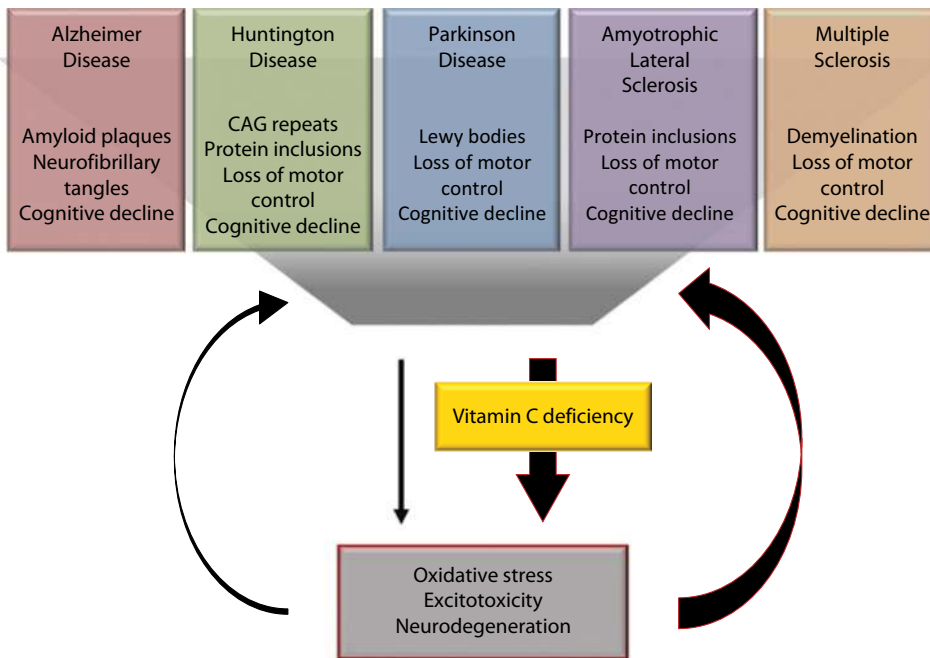 Alzheimer
Disease
Amyloid plaques
Neurofibrillary
tangles
Cognitive decline
Huntington
Disease
CAG repeats
Protein inclusions
Loss of motor
control
Cognitive decline
Parkinson
Disease
Lewy bodies
Loss of motor
control
Cognitive decline
Amyotrophic
Lateral
Sclerosis
Protein inclusions
Loss of motor
control
Cognitive decline
Multiple
Sclerosis
Demyelination
Loss of motor
control
Cognitive decline
Vitamin C deficiency
Oxidative stress
Excitotoxicity
Neurodegeneration